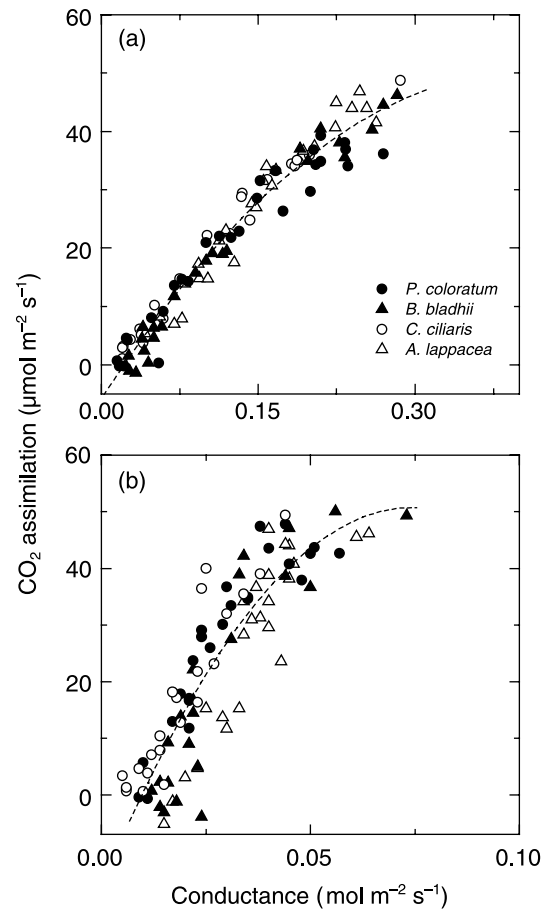 60
(a)
40
20
0
P. coloratum
B. bladhii
C. ciliaris
A. lappacea
0.00
0.15
0.30
CO₂ assimilation (μmol m⁻² s⁻¹)
60
(b)
40
20
0
0.00
0.05
0.10
Conductance (mol m⁻² s⁻¹)